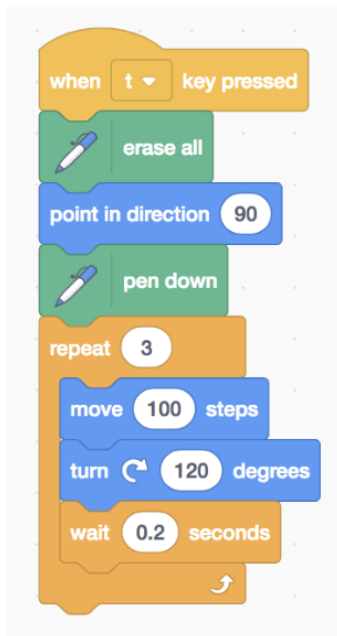 when t key pressed
erase all
point in direction 90
pen down
repeat 3
move 100 steps
turn 120 degrees
wait 0.2 seconds